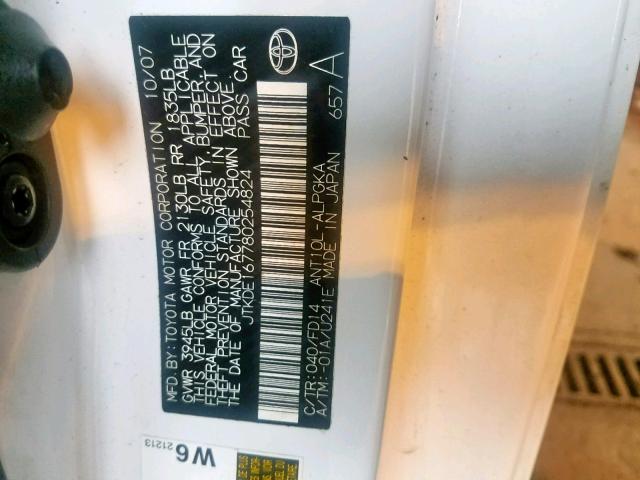 MFD.BY:TOYOTA MOTOR CORPORATION 10/07
GVWR 3945LB GAWR FR 2130LB RR 1835LB
THIS VEHICLE CONFORMS TO ALL APPLICABLE
FEDERAL MOTOR VEHICLE SAFETY, BUMPER, AND
THEFT PREVENTION STANDARDS IN EFFECT ON
THE DATE OF MANUFACTURE SHOWN ABOVE.
JTKDE167780254824 PASS CAR
C/TR:040/FD14 ANT10L-ALPGKA 657A
A/TM:-01A/U241E MADE IN JAPAN
W6 21213